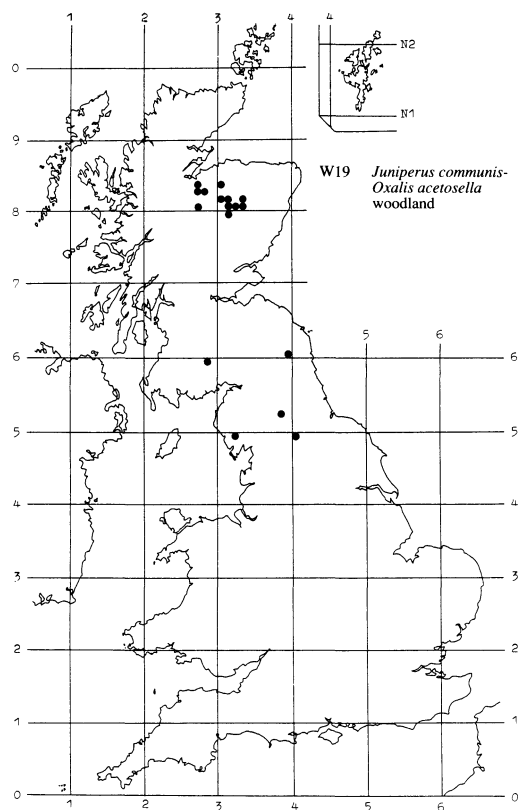 1 2 3 4 4
N2
0
N1
9
W19 Juniperus communis-
Oxalis acetosella
woodland
8
7
5 6
6 6
5 5
4 4
3 3
2 2
1 1
0 0
1 2 3 4 5 6